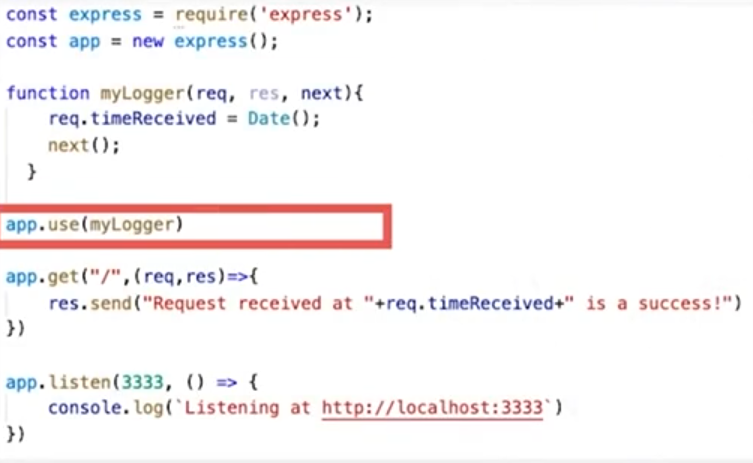 const express = require('express');
const app = new express();
function myLogger(req, res, next){
req.timeReceived = Date();
next();
}
app.use(myLogger)
app.get("/",(req,res)=>{
res.send("Request received at "+req.timeReceived+" is a success!")
})
app.listen(3333, () => {
console.log(`Listening at http://localhost:3333`)
})